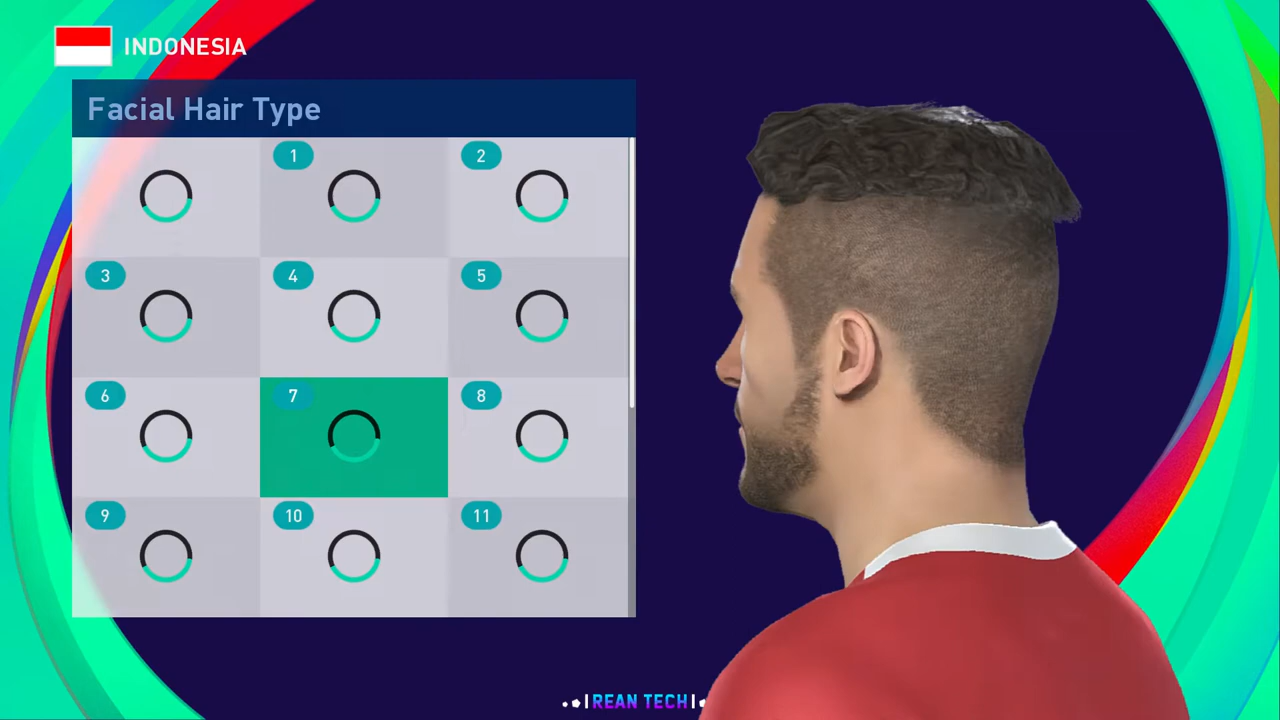 INDONESIA
Facial Hair Type
1 2
3 4 5
6 7 8
9 10 11
REAN TECH